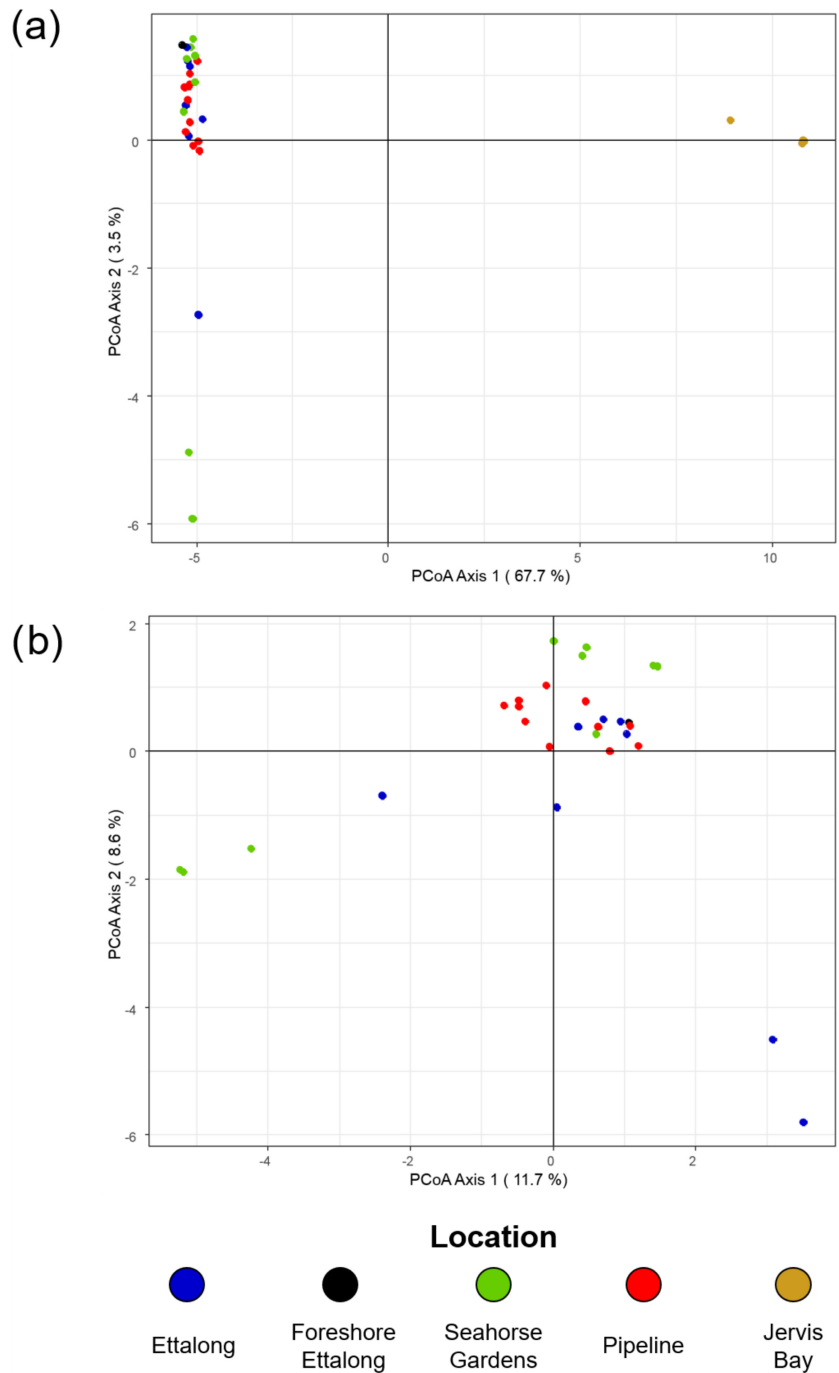 (a)
0
-2
-4
-6
PCoA Axis 2 ( 3.5 %)
-5
0
5
10
PCoA Axis 1 ( 67.7 %)
(b)
2
0
-2
-4
-6
PCoA Axis 2 ( 8.6 %)
-4
-2
0
2
PCoA Axis 1 ( 11.7 %)
Location
Ettalong
Foreshore
Ettalong
Seahorse
Gardens
Pipeline
Jervis
Bay